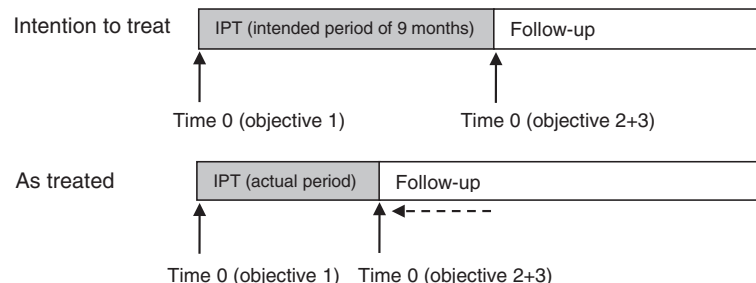 Intention to treat
IPT (intended period of 9 months) Follow-up
Time 0 (objective 1) Time 0 (objective 2+3)
As treated
IPT (actual period) Follow-up
Time 0 (objective 1) Time 0 (objective 2+3)